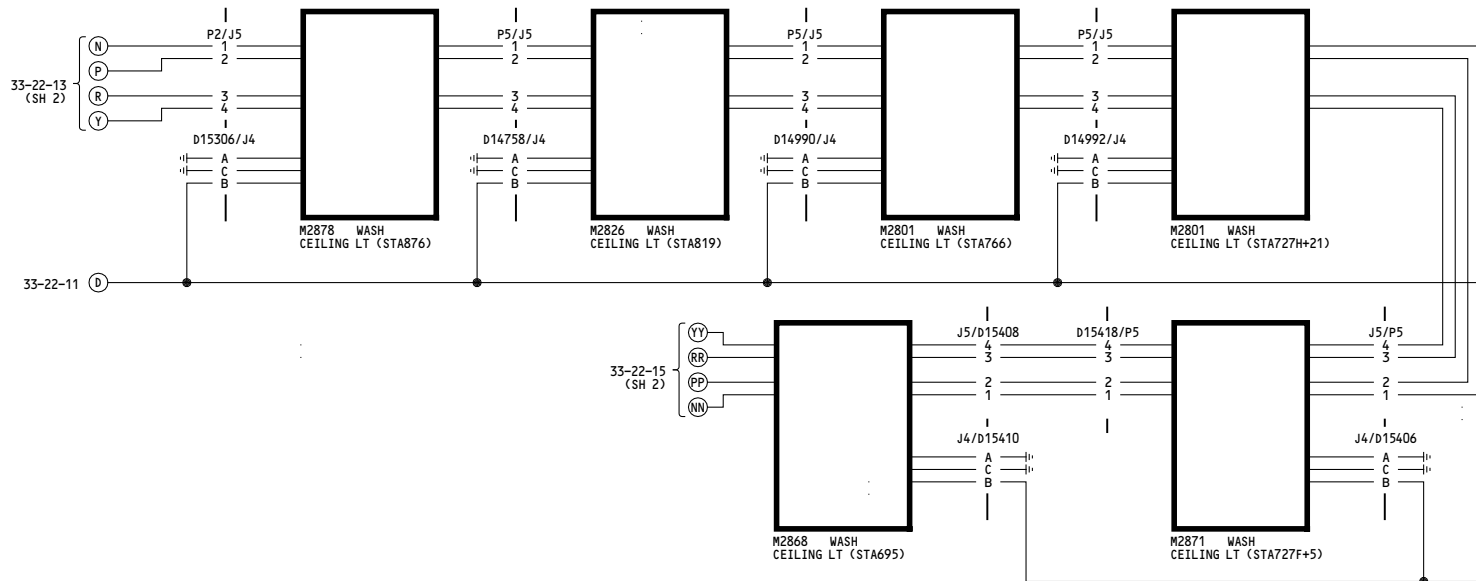 33-22-13
(SH 2)
N
P
R
Y
P2/J5
1
2
3
4
D15306/J4
A
C
B
M2878 WASH
CEILING LT (STA876)
P5/J5
1
2
3
4
D14758/J4
A
C
B
M2826 WASH
CEILING LT (STA819)
P5/J5
1
2
3
4
D14990/J4
A
C
B
M2801 WASH
CEILING LT (STA766)
P5/J5
1
2
3
4
D14992/J4
A
C
B
M2801 WASH
CEILING LT (STA727H+21)
33-22-11
D
33-22-15
(SH 2)
YY
RR
PP
NN
M2868 WASH
CEILING LT (STA695)
J5/D15408
4
3
2
1
J4/D15410
A
C
B
D15418/P5
4
3
2
1
M2871 WASH
CEILING LT (STA727F+5)
J5/P5
4
3
2
1
J4/D15406
A
C
B